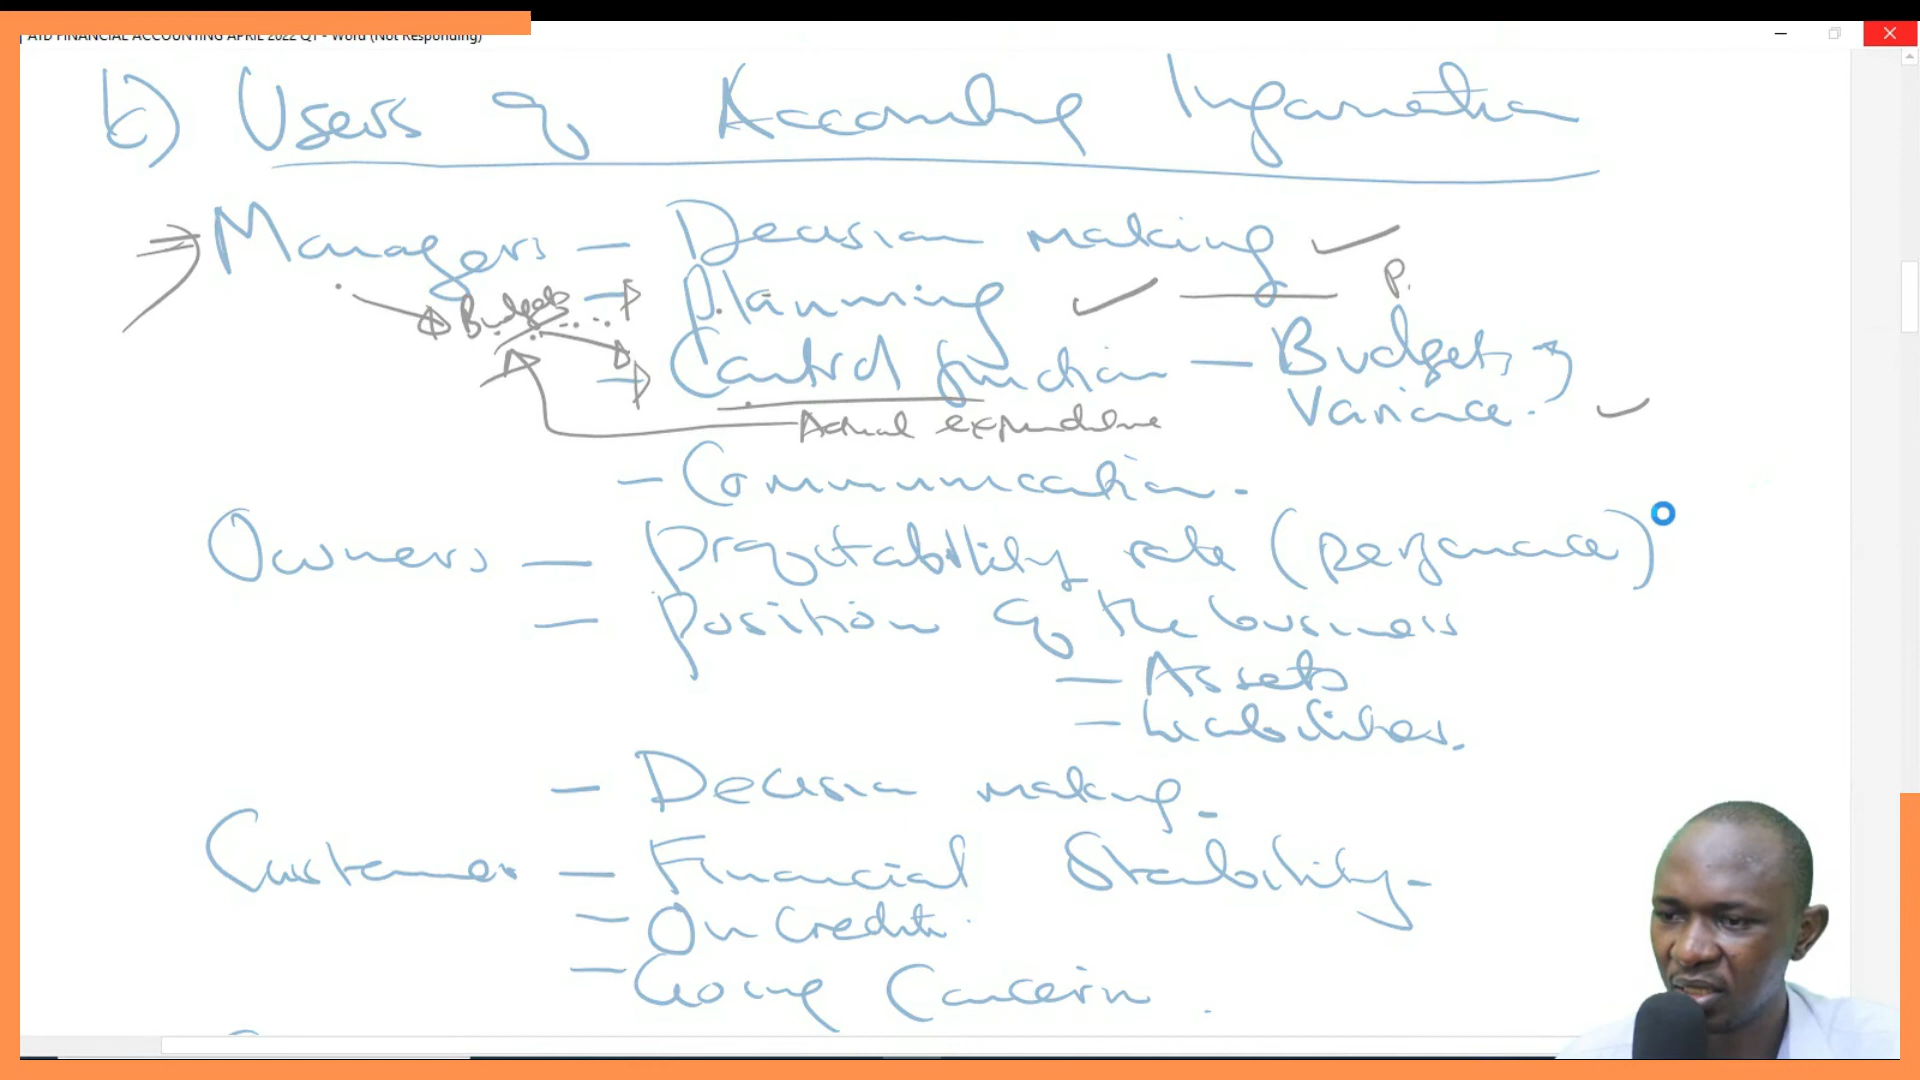 ATD FINANCIAL ACCOUNTING APRIL 2022 Q1 - Word (Not Responding)
b) Users of Accounting Information
Managers - Decision making
P.
Budgets - Planning
- Control function - Budgets
Variance.
Actual expenditure
- Communication.
Owners - Profitability rate (performance)
- Position of the business
- Assets
- Liabilities.
- Decision making.
Customer - Financial Stability -
- On Credit.
- Going Concern.